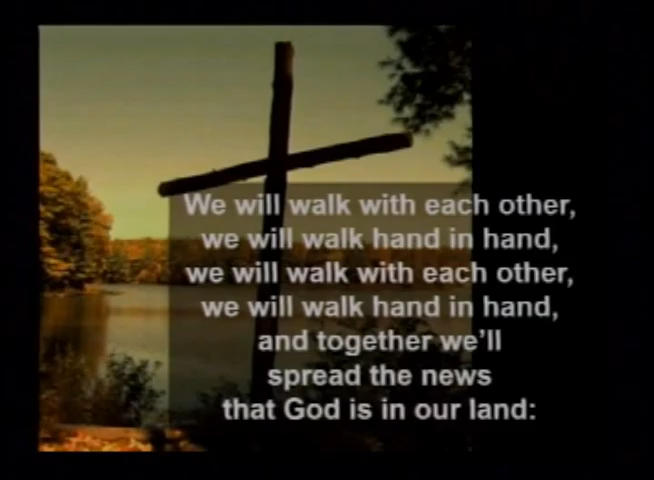 We will walk with each other,
we will walk hand in hand,
we will walk with each other,
we will walk hand in hand,
and together we’ll
spread the news
that God is in our land: